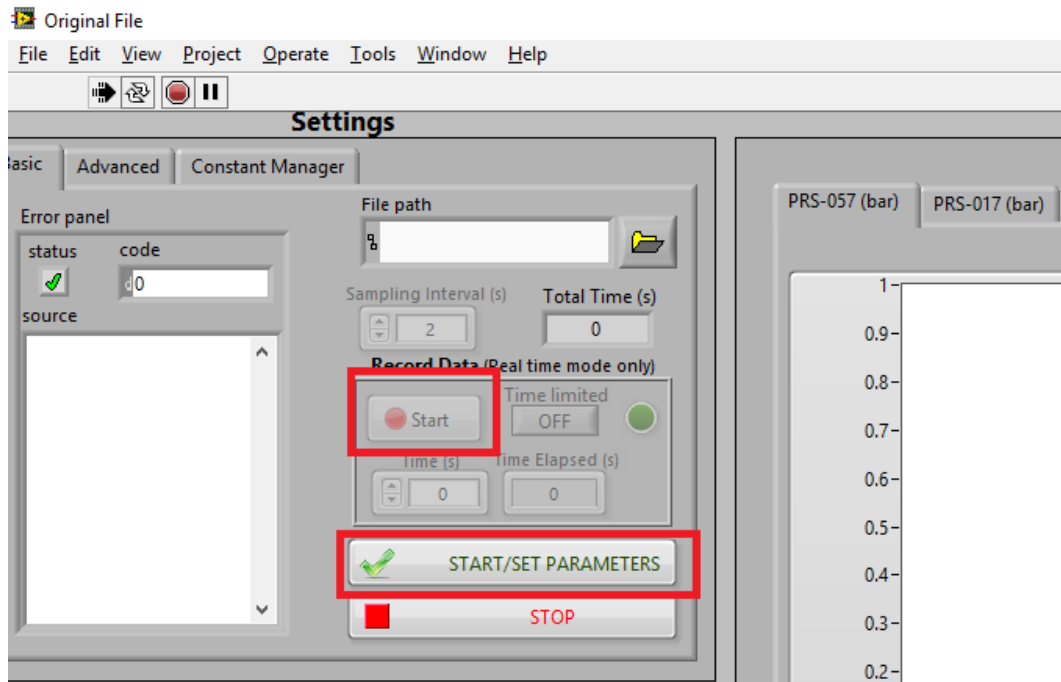 Original File
File Edit View Project Operate Tools Window Help
Settings
Basic Advanced Constant Manager
Error panel
status code
0
source
File path
Sampling Interval (s) Total Time (s)
2 0
Record Data (Real time mode only)
Start
Time limited
OFF
Time (s) Time Elapsed (s)
0 0
START/SET PARAMETERS
STOP
PRS-057 (bar) PRS-017 (bar)
1
0.9
0.8
0.7
0.6
0.5
0.4
0.3
0.2